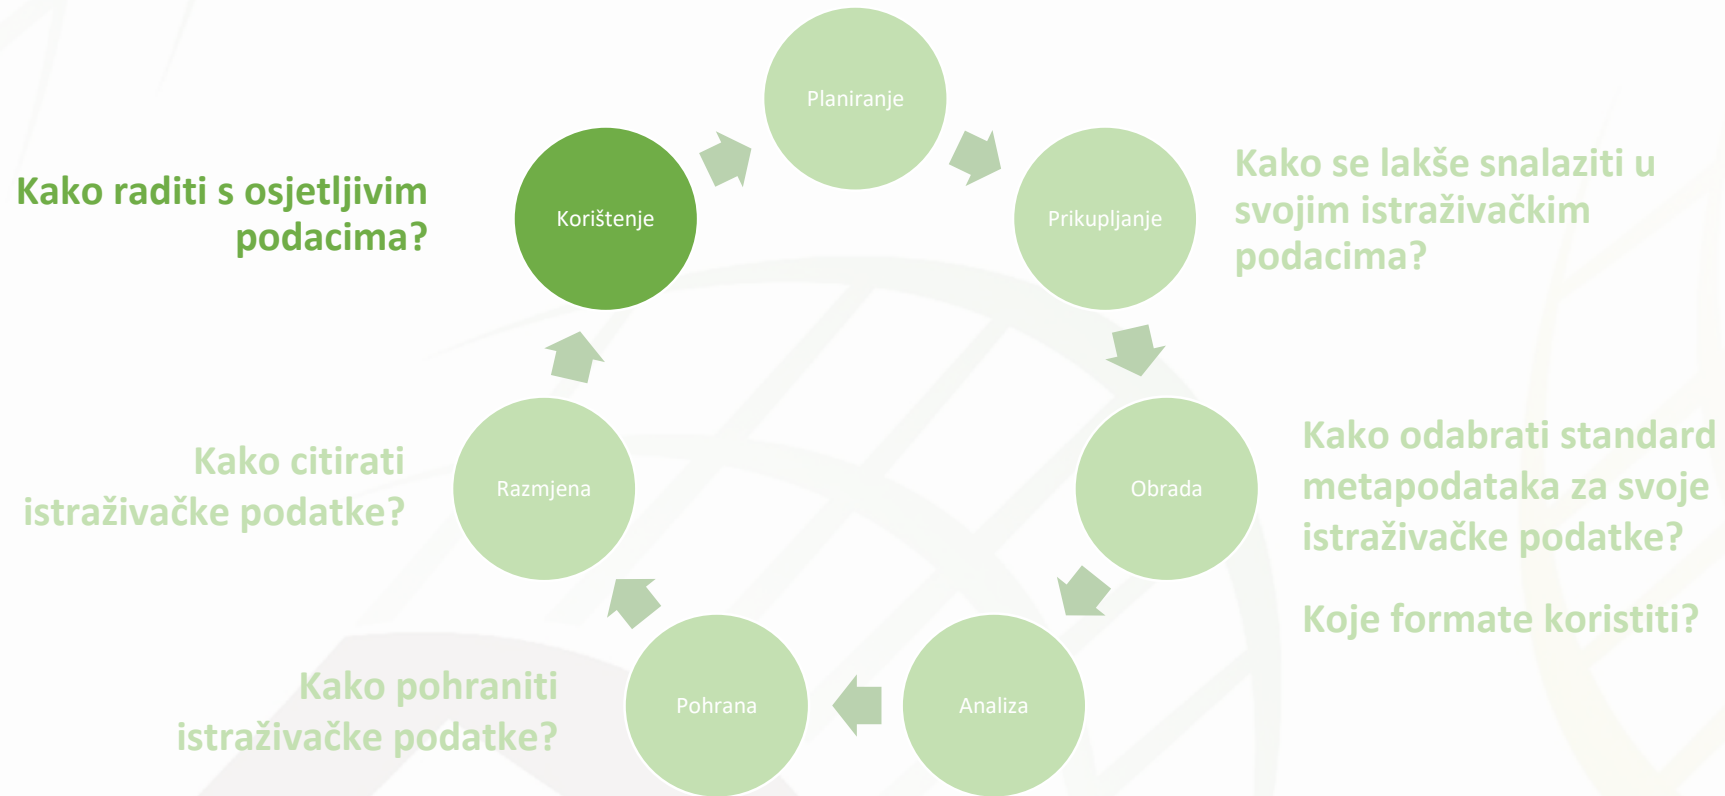 Planiranje
Prikupljanje
Kako se lakše snalaziti u
svojim istraživačkim
podacima?
Obrada
Kako odabrati standard
metapodataka za svoje
istraživačke podatke?
Koje formate koristiti?
Analiza
Pohrana
Kako pohraniti
istraživačke podatke?
Razmjena
Kako citirati
istraživačke podatke?
Korištenje
Kako raditi s osjetljivim
podacima?